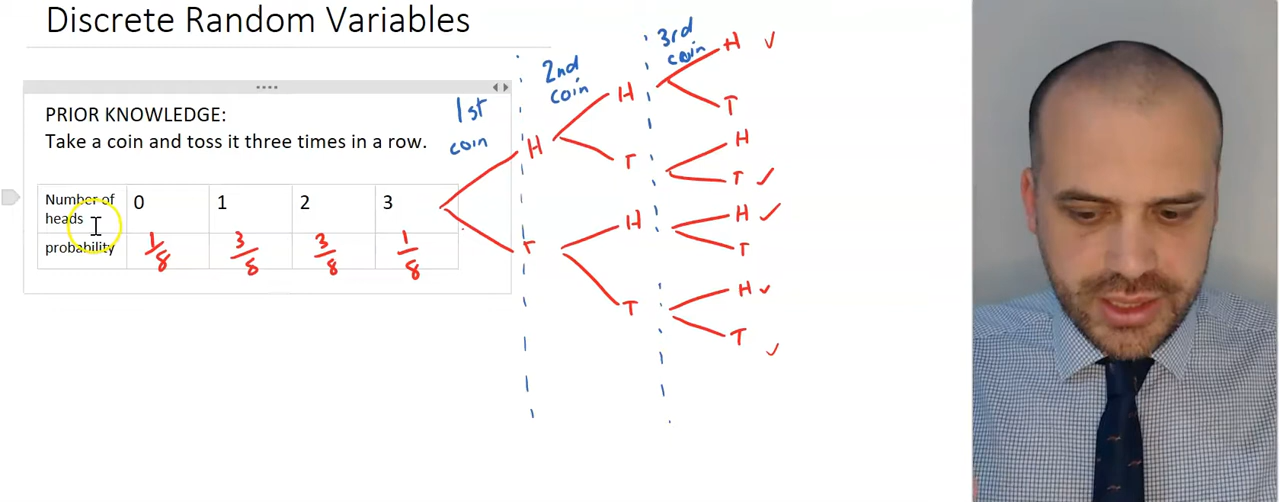 Discrete Random Variables
PRIOR KNOWLEDGE:
Take a coin and toss it three times in a row.
Number of heads 0 1 2 3
probability 1/8 3/8 3/8 1/8
1st
coin
2nd
coin
3rd
coin
H
T
H
T
H
T
H
T
H
T
H
T
H
T